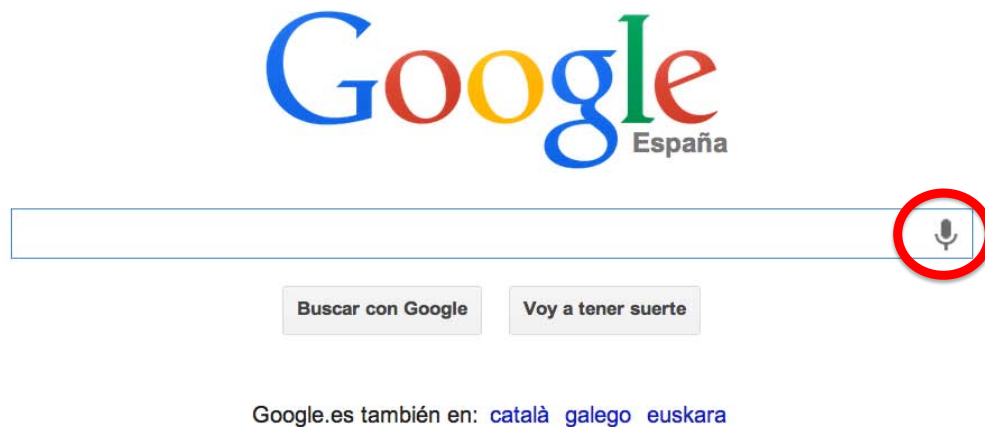 Google
España
Buscar con Google Voy a tener suerte
Google.es también en: català galego euskara